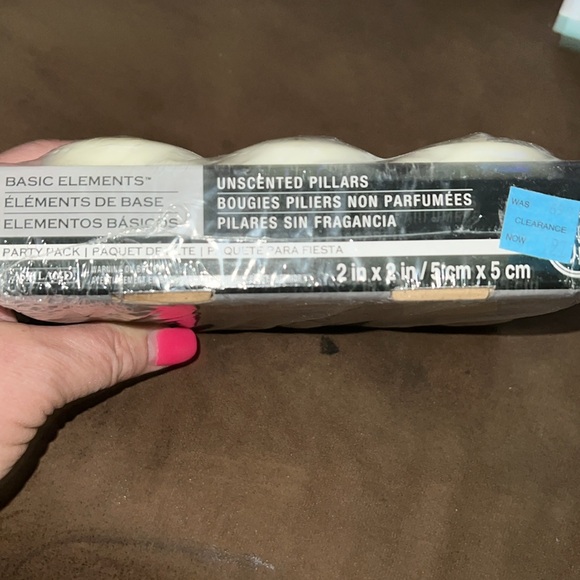 BASIC ELEMENTS™
ÉLÉMENTS DE BASE
ELEMENTOS BÁSICOS
UNSCENTED PILLARS
BOUGIES PILIERS NON PARFUMÉES
PILARES SIN FRAGANCIA
PARTY PACK | PAQUET DE FÊTE | PAQUETE PARA FIESTA
2 in x 2 in / 5 cm x 5 cm
WAS
CLEARANCE
NOW